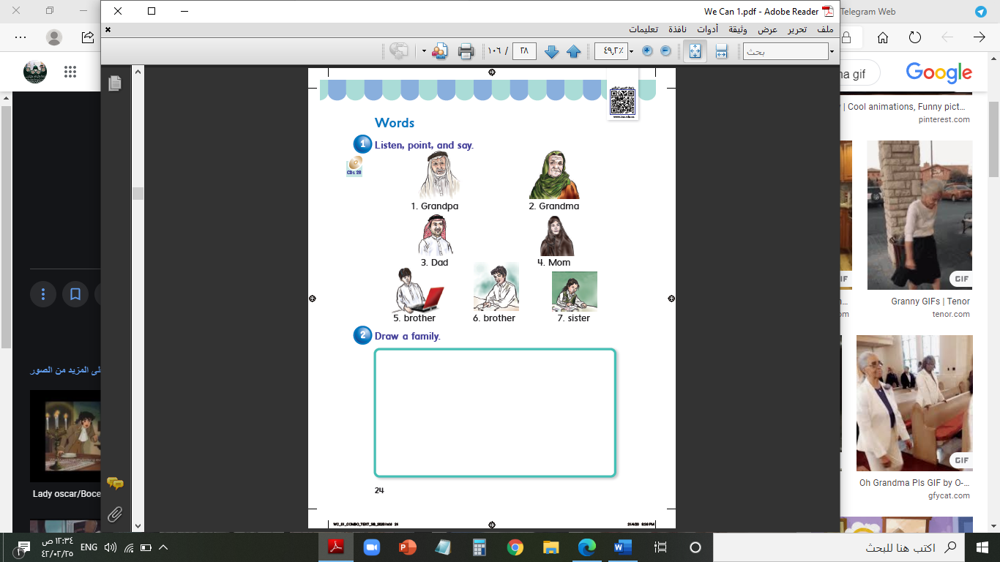 We Can 1.pdf - Adobe Reader
Telegram Web
ملف تحرير عرض وثيقة أدوات نافذة تعليمات
١٠٦ / ٢٨
٤٩,٢٪
بحث
na gif
Google
Words
1 Listen, point, and say.
CD1 28
1. Grandpa
2. Grandma
3. Dad
4. Mom
5. brother
6. brother
7. sister
2 Draw a family.
24
WC_01_COMBO_TEXT_SB_2020.indd 24
| Cool animations, Funny pict...
pinterest.com
GIF
GIF
Granny GIFs | Tenor
tenor.com
GIF
Oh Grandma Pls GIF by O-...
gfycat.com
المزيد من الصور
Lady oscar/Boce
١٢:٣٤ ص
٤٢/٠٢/٢٥
ENG
اكتب هنا للبحث